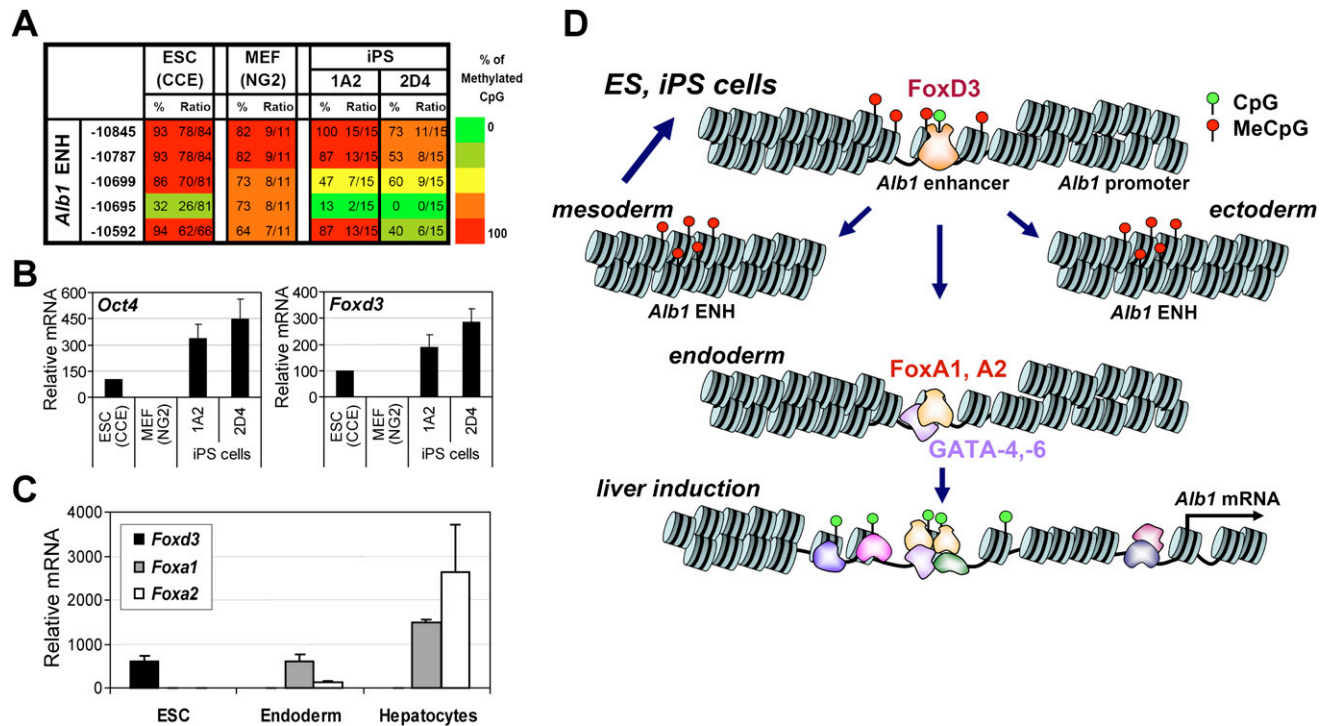 A
ESC (CCE) MEF (NG2) iPS
1A2 2D4
% Ratio % Ratio % Ratio % Ratio
Alb1 ENH
-10845 93 78/84 82 9/11 100 15/15 73 11/15
-10787 93 78/84 82 9/11 87 13/15 53 8/15
-10699 86 70/81 73 8/11 47 7/15 60 9/15
-10695 32 26/81 73 8/11 13 2/15 0 0/15
-10592 94 62/66 64 7/11 87 13/15 40 6/15
% of
Methylated
CpG
0
100
B
Relative mRNA
600
450
300
150
0
Oct4
ESC (CCE)
MEF (NG2)
1A2
2D4
iPS cells
Relative mRNA
400
300
200
100
0
Foxd3
ESC (CCE)
MEF (NG2)
1A2
2D4
iPS cells
C
Relative mRNA
4000
3000
2000
1000
0
Foxd3
Foxa1
Foxa2
ESC Endoderm Hepatocytes
D
ES, iPS cells
FoxD3
CpG
MeCpG
Alb1 enhancer
Alb1 promoter
mesoderm
ectoderm
Alb1 ENH
Alb1 ENH
endoderm
FoxA1, A2
GATA-4,-6
liver induction
Alb1 mRNA